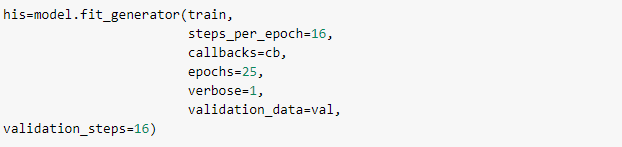 his=model.fit_generator(train,
                        steps_per_epoch=16,
                        callbacks=cb,
                        epochs=25,
                        verbose=1,
                        validation_data=val,
validation_steps=16)